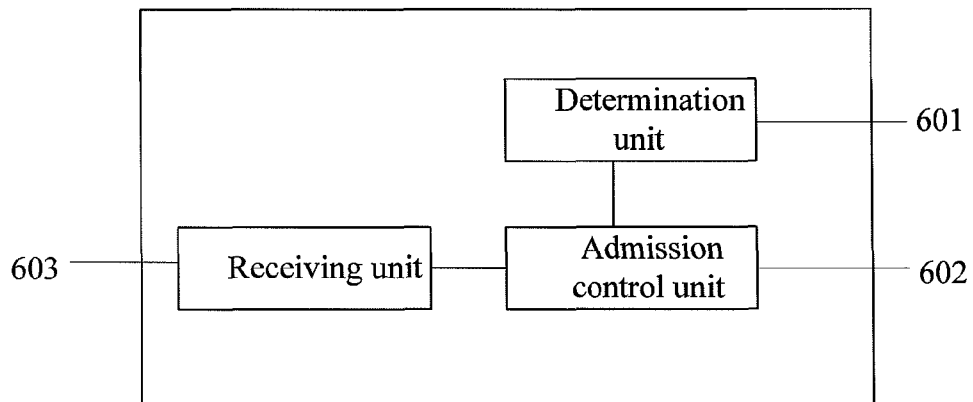 Determination
unit
601
603
Receiving unit
Admission
control unit
602